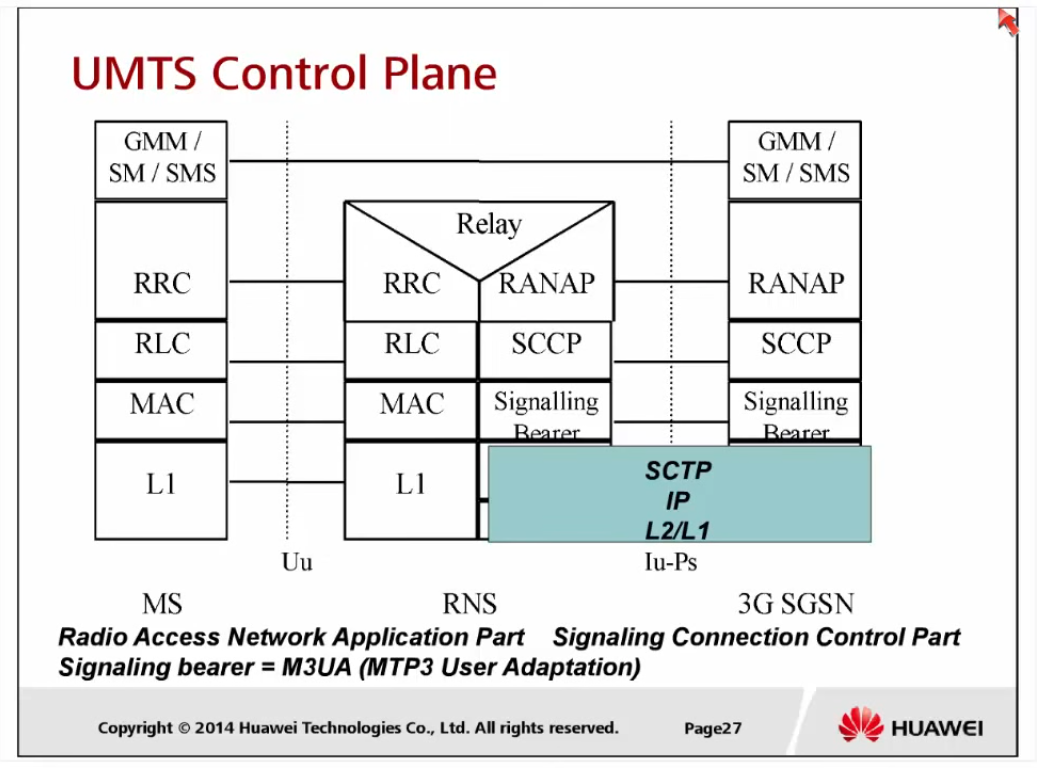 UMTS Control Plane
GMM /
SM / SMS
GMM /
SM / SMS
Relay
RRC
RRC
RANAP
RANAP
RLC
RLC
SCCP
SCCP
MAC
MAC
Signalling
Bearer
Signalling
Bearer
L1
L1
SCTP
IP
L2/L1
Uu
Iu-Ps
MS
RNS
3G SGSN
Radio Access Network Application Part Signaling Connection Control Part
Signaling bearer = M3UA (MTP3 User Adaptation)
Copyright © 2014 Huawei Technologies Co., Ltd. All rights reserved.
Page27
HUAWEI